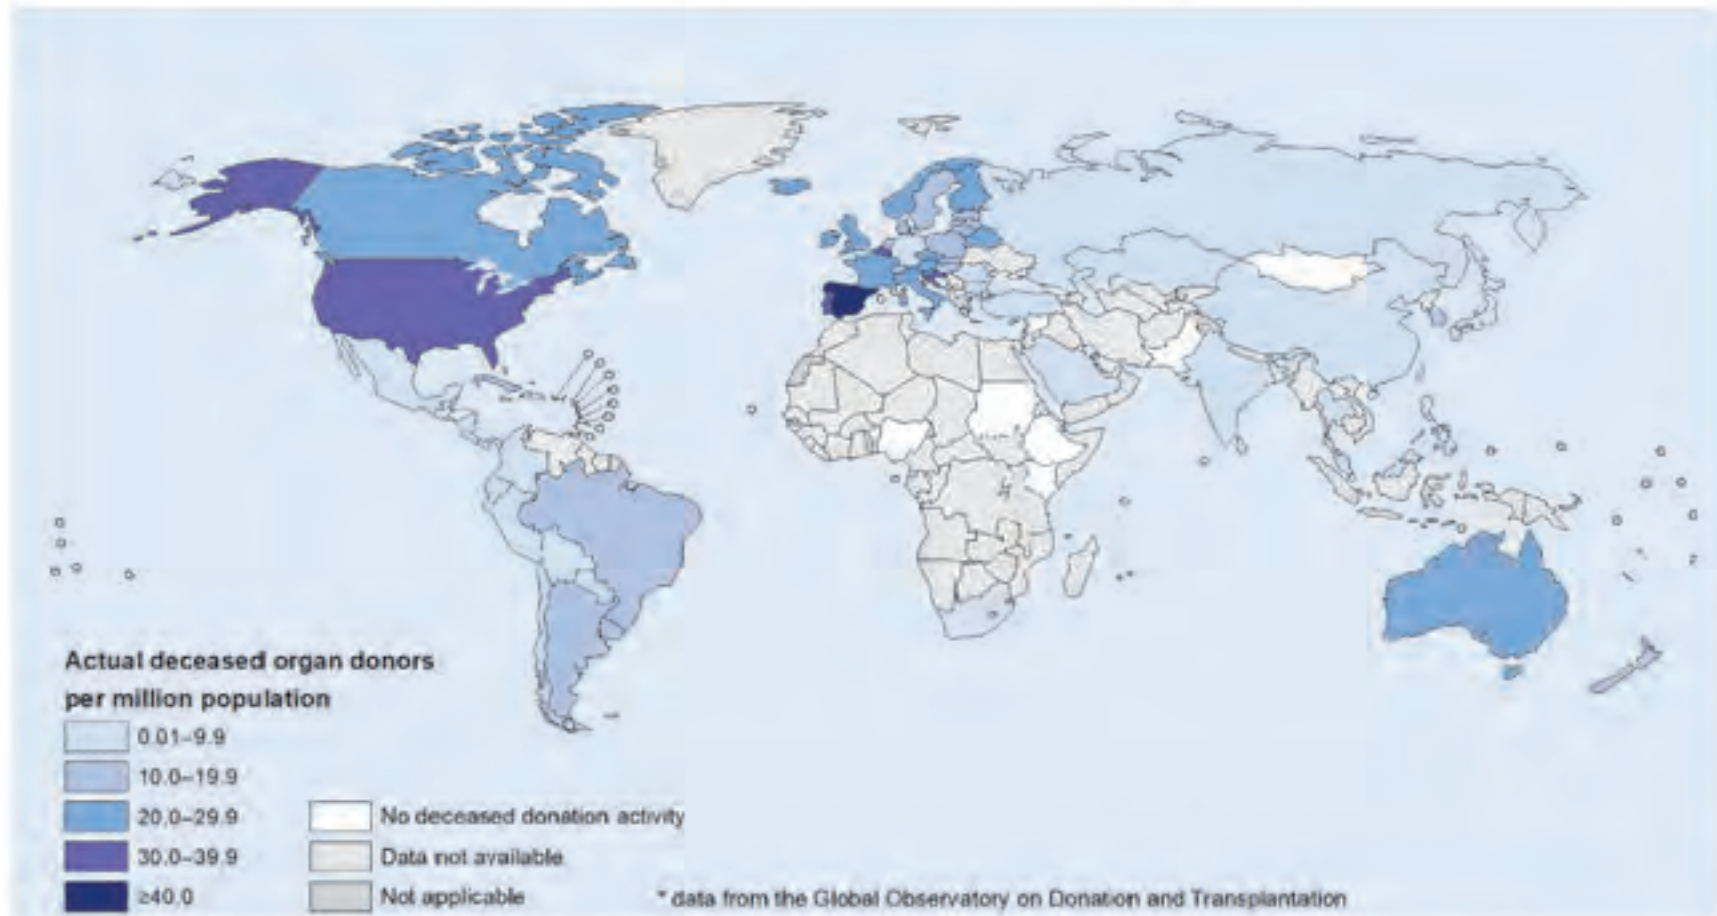 Actual deceased organ donors
per million population
0.01–9.9
10.0–19.9
20.0–29.9
30.0–39.9
≥40.0
No deceased donation activity
Data not available
Not applicable
* data from the Global Observatory on Donation and Transplantation